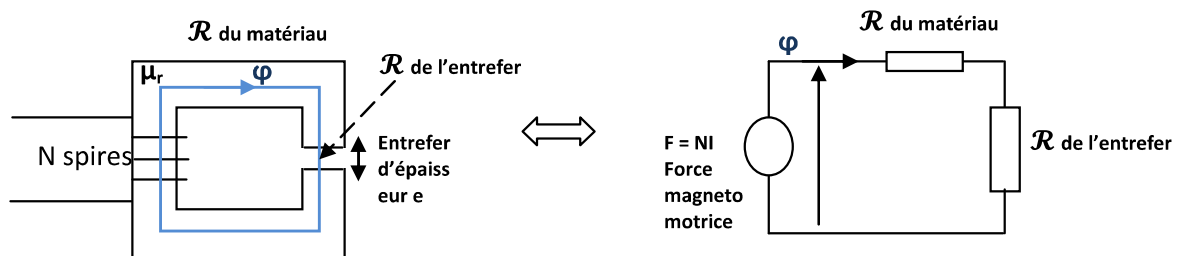 ℛ du matériau
μr
φ
ℛ de l’entrefer
N spires
Entrefer
d’épaiss
eur e
ℛ du matériau
φ
F = NI
Force
magneto
motrice
ℛ de l’entrefer